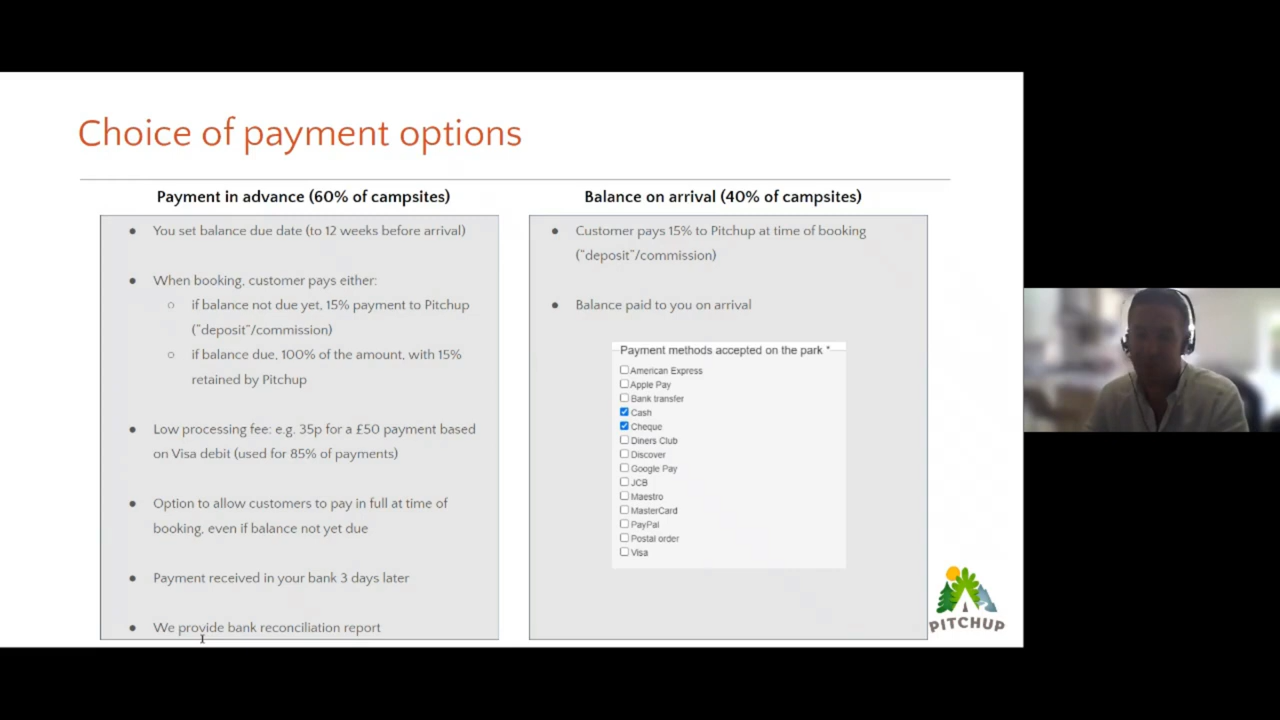 Choice of payment options
Payment in advance (60% of campsites)
● You set balance due date (to 12 weeks before arrival)
● When booking, customer pays either:
○ if balance not due yet, 15% payment to Pitchup
("deposit"/commission)
○ if balance due, 100% of the amount, with 15%
retained by Pitchup
● Low processing fee: e.g. 35p for a £50 payment based
on Visa debit (used for 85% of payments)
● Option to allow customers to pay in full at time of
booking, even if balance not yet due
● Payment received in your bank 3 days later
● We provide bank reconciliation report
Balance on arrival (40% of campsites)
● Customer pays 15% to Pitchup at time of booking
("deposit"/commission)
● Balance paid to you on arrival
Payment methods accepted on the park *
American Express
Apple Pay
Bank transfer
Cash
Cheque
Diners Club
Discover
Google Pay
JCB
Maestro
MasterCard
PayPal
Postal order
Visa
PITCHUP